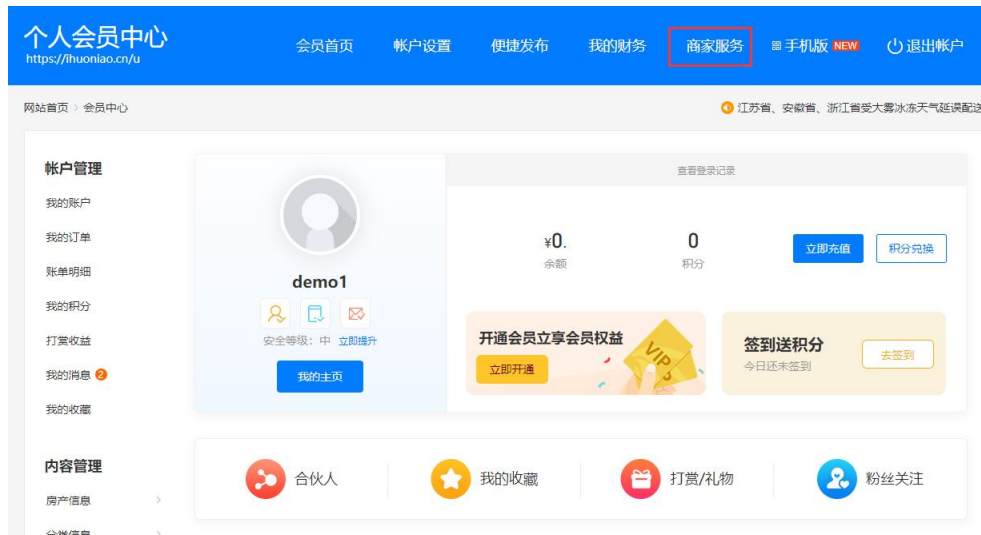 个人会员中心
https://ihuoniao.cn/u
会员首页 帐户设置 便捷发布 我的财务 商家服务 手机版 NEW 退出帐户
网站首页 > 会员中心
江苏省、安徽省、浙江省受大雾冰冻天气延误配送
帐户管理
我的账户
我的订单
账单明细
我的积分
打赏收益
我的消息 2
我的收藏
内容管理
房产信息 >
分类信息 >
demo1
安全等级：中 立即提升
我的主页
查看登录记录
¥0.
余额
0
积分
立即充值
积分兑换
开通会员立享会员权益
立即开通
VIP
签到送积分
今日还未签到
去签到
合伙人
我的收藏
打赏/礼物
粉丝关注